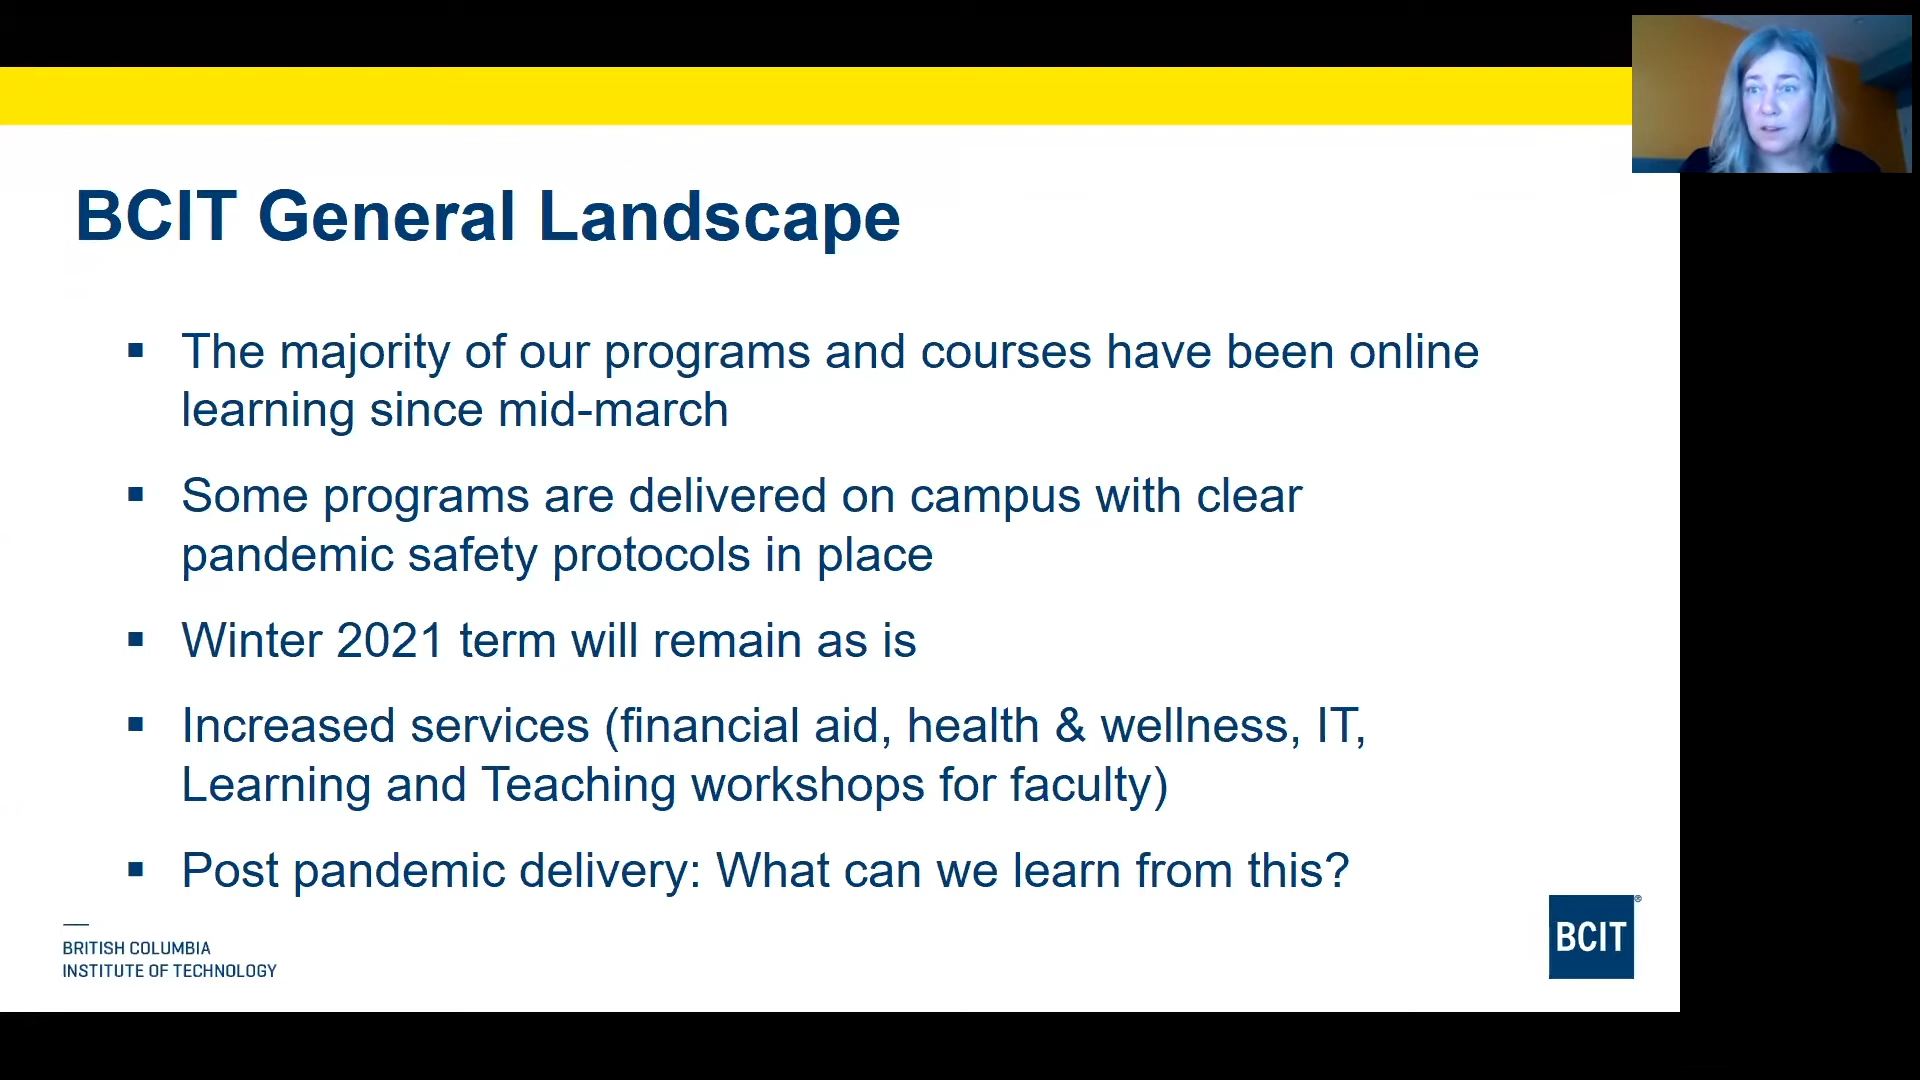 BCIT General Landscape
▪ The majority of our programs and courses have been online
learning since mid-march
▪ Some programs are delivered on campus with clear
pandemic safety protocols in place
▪ Winter 2021 term will remain as is
▪ Increased services (financial aid, health & wellness, IT,
Learning and Teaching workshops for faculty)
▪ Post pandemic delivery: What can we learn from this?
BRITISH COLUMBIA
INSTITUTE OF TECHNOLOGY
BCIT®